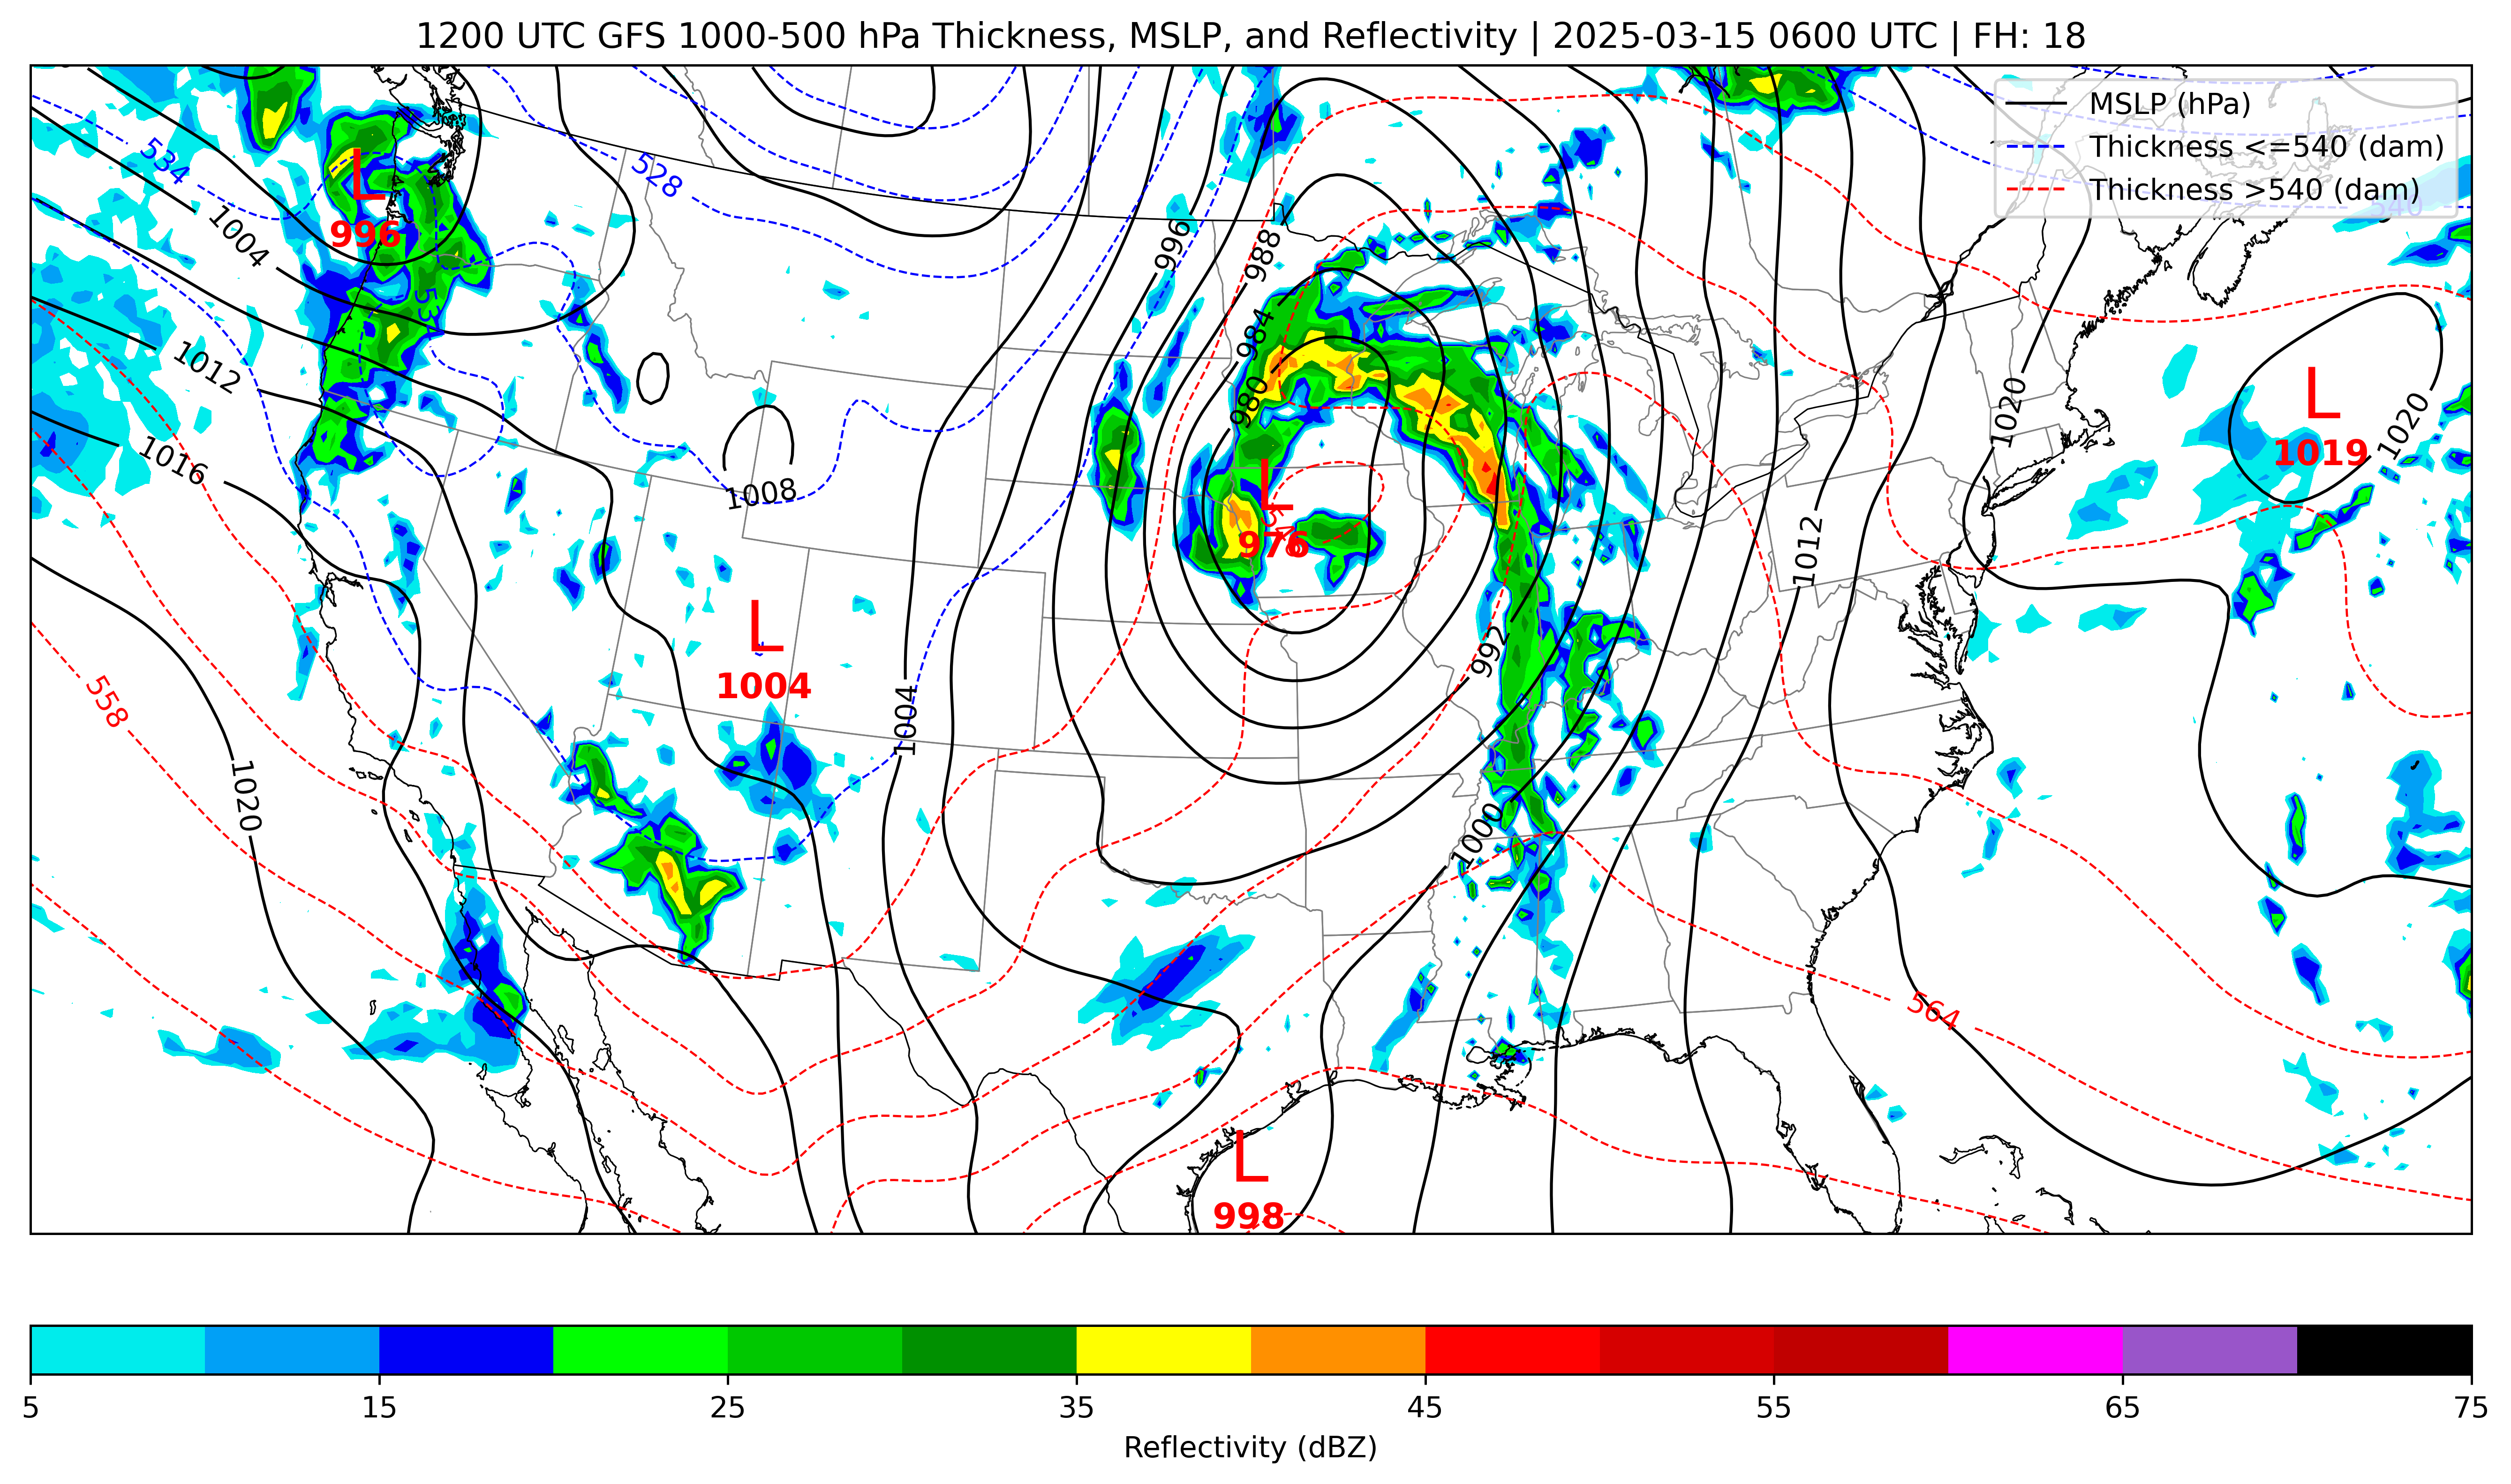 1200 UTC GFS 1000-500 hPa Thickness, MSLP, and Reflectivity | 2025-03-15 0600 UTC | FH: 18
MSLP (hPa)
Thickness <=540 (dam)
Thickness >540 (dam)
534
528
L
996
1004
996
988
540
53
984
1012
980
L
1019
1020
1020
1016
1008
L
976
1012
L
1004
992
558
1004
1020
1000
564
L
998
5 15 25 35 45 55 65 75
Reflectivity (dBZ)